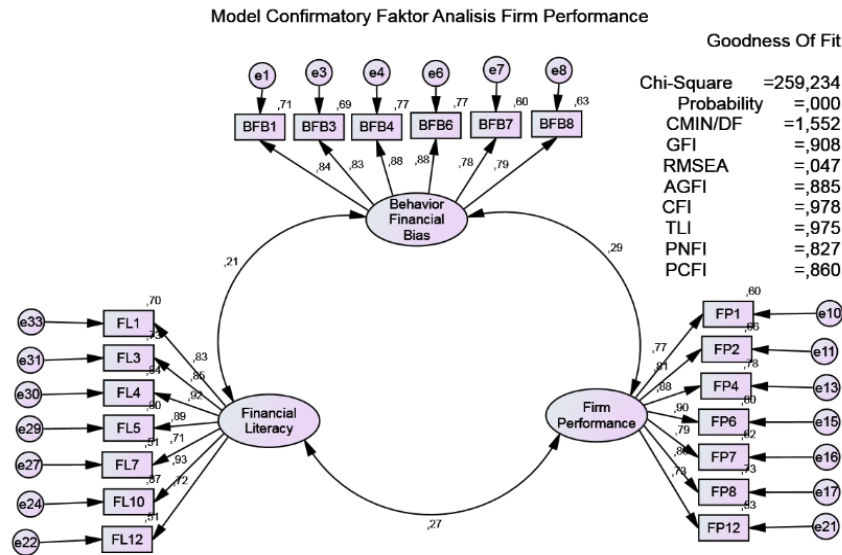 Model Confirmatory Faktor Analisis Firm Performance
Goodness Of Fit
Chi-Square =259,234
Probability =,000
CMIN/DF =1,552
GFI =,908
RMSEA =,047
AGFI =,885
CFI =,978
TLI =,975
PNFI =,827
PCFI =,860
e1 e3 e4 e6 e7 e8
,71 ,69 ,77 ,77 ,60 ,63
BFB1 BFB3 BFB4 BFB6 BFB7 BFB8
,84 ,83 ,88 ,88 ,78 ,79
Behavior
Financial
Bias
,21
,29
,70
e33 FL1
,73
e31 FL3
,84
e30 FL4
,80
e29 FL5
,51
e27 FL7
,87
e24 FL10
,51
e22 FL12
,83
,85
,92
,89
,71
,93
,72
Financial
Literacy
,60
FP1 e10
,66
FP2 e11
,78
FP4 e13
,80
FP6 e15
,62
FP7 e16
,73
FP8 e17
,53
FP12 e21
,77
,81
,88
,90
,79
,73
Firm
Performance
,27